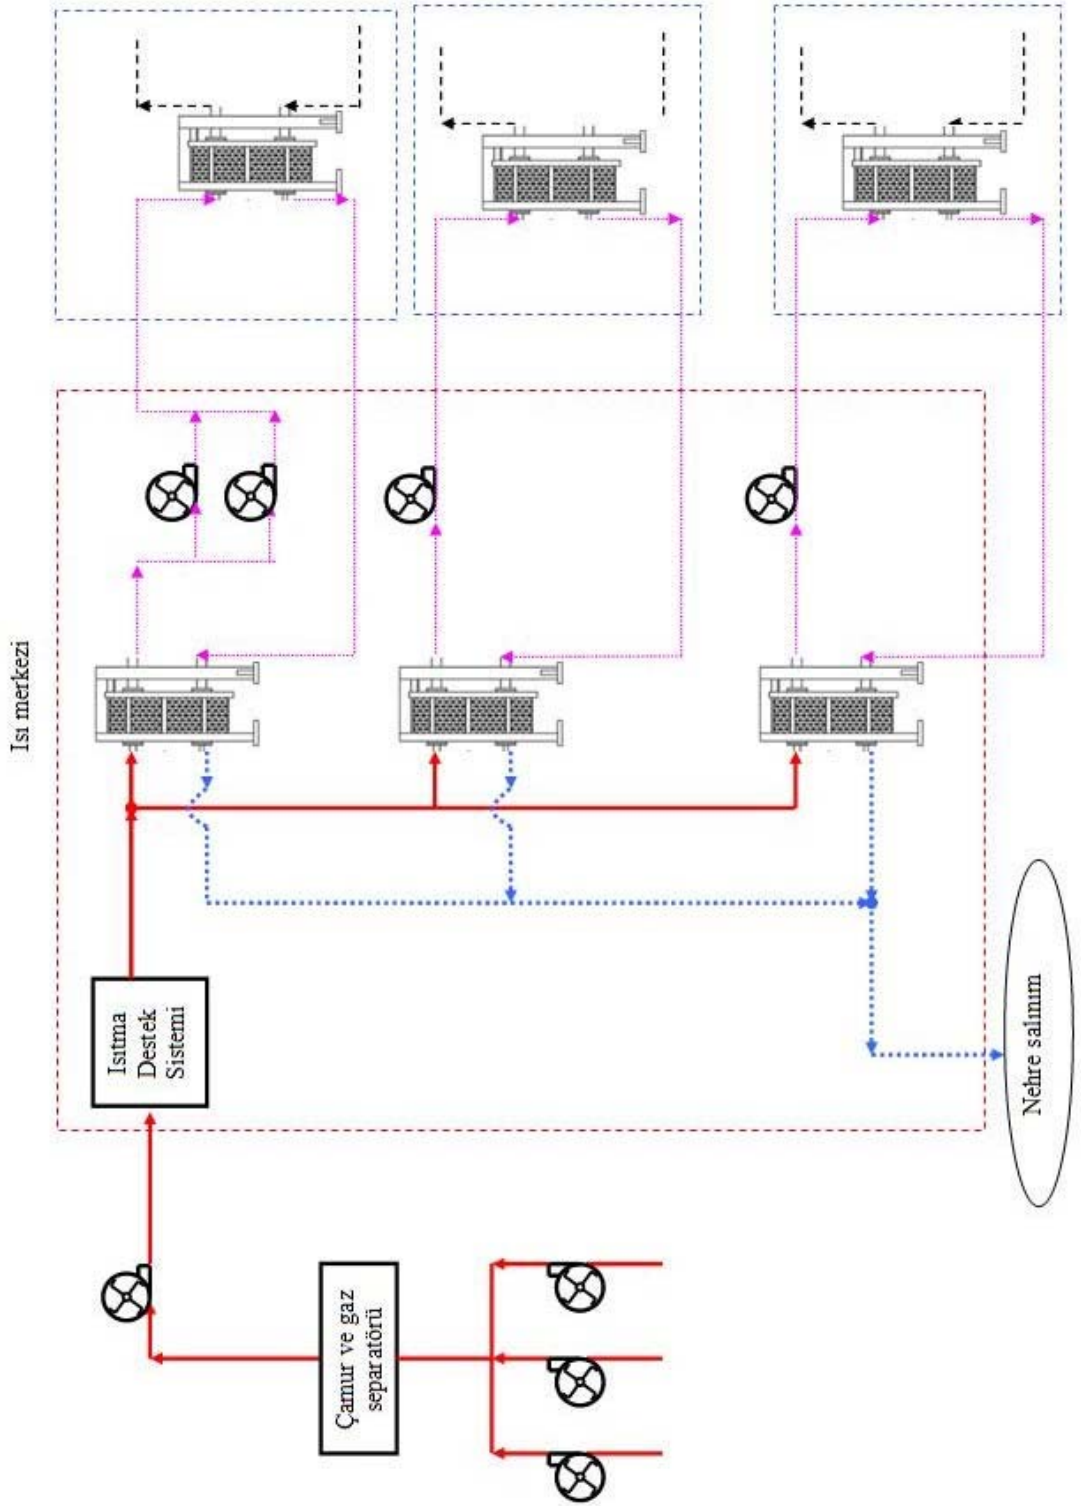 Isı merkezi
Isıtma
Destek
Sistemi
Çamur ve gaz
separatörü
Nehre salınım